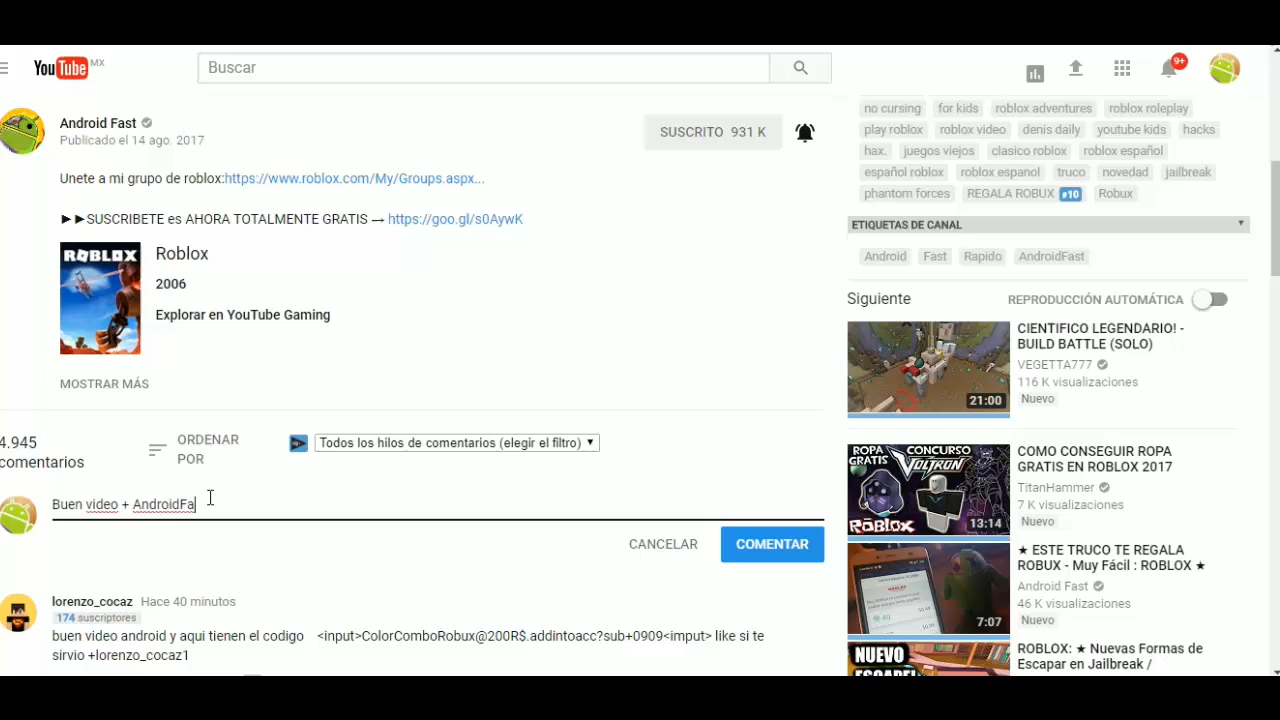 YouTube MX
Buscar
9+
Android Fast
Publicado el 14 ago. 2017
SUSCRITO 931 K
Unete a mi grupo de roblox:https://www.roblox.com/My/Groups.aspx...
►►SUSCRIBETE es AHORA TOTALMENTE GRATIS → https://goo.gl/s0AywK
ROBLOX
Roblox
2006
Explorar en YouTube Gaming
MOSTRAR MÁS
4.945
comentarios
ORDENAR
POR
Todos los hilos de comentarios (elegir el filtro) ▼
Buen video + AndroidFa
CANCELAR
COMENTAR
lorenzo_cocaz Hace 40 minutos
174 suscriptores
buen video android y aqui tienen el codigo <input>ColorComboRobux@200R$.addintoacc?sub+0909<imput> like si te
sirvio +lorenzo_cocaz1
no cursing for kids roblox adventures roblox roleplay
play roblox roblox video denis daily youtube kids hacks
hax. juegos viejos clasico roblox roblox español
español roblox roblox espanol truco novedad jailbreak
phantom forces REGALA ROBUX #10 Robux
ETIQUETAS DE CANAL ▼
Android Fast Rapido AndroidFast
Siguiente
REPRODUCCIÓN AUTOMÁTICA
21:00
CIENTIFICO LEGENDARIO! -
BUILD BATTLE (SOLO)
VEGETTA777
116 K visualizaciones
Nuevo
ROPA GRATIS
CONCURSO
VOLTRON
ROBLOX
13:14
COMO CONSEGUIR ROPA
GRATIS EN ROBLOX 2017
TitanHammer
7 K visualizaciones
Nuevo
7:07
★ ESTE TRUCO TE REGALA
ROBUX - Muy Fácil : ROBLOX ★
Android Fast
46 K visualizaciones
Nuevo
NUEVO
ROBLOX: ★ Nuevas Formas de
Escapar en Jailbreak /